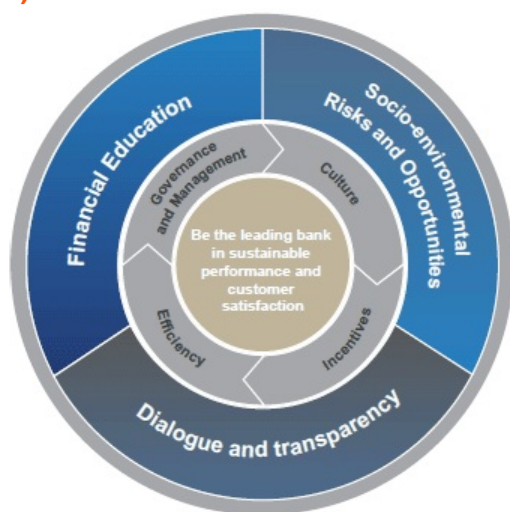 Financial Education
Socio-environmental
Risks and Opportunities
Governance
and Management
Culture
Be the leading bank
in sustainable
performance and
customer
satisfaction
Efficiency
Incentives
Dialogue and transparency